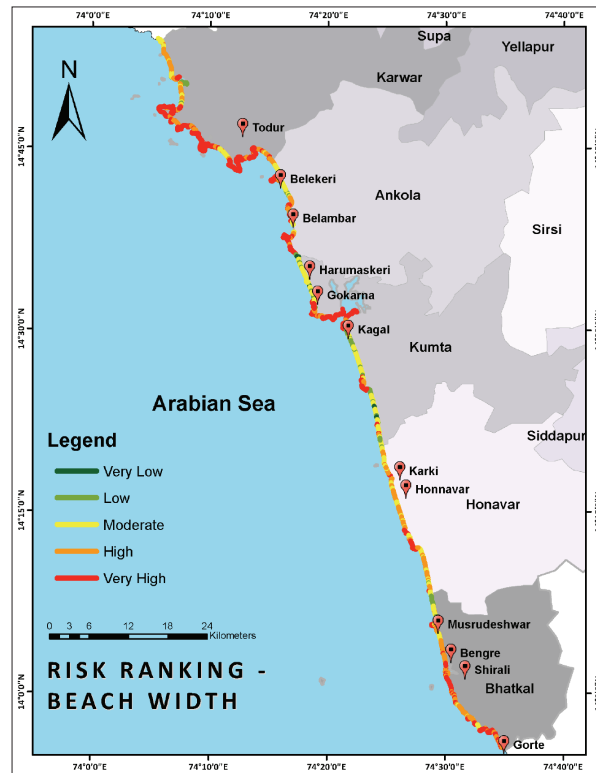 74°0'0"E 74°10'0"E 74°20'0"E 74°30'0"E 74°40'0"E
Supa
Yellapur
N
Karwar
Todur
14°45'0"N
Belekeri
Ankola
Belambar
Sirsi
Harumaskeri
Gokarna
Kagal
14°30'0"N
Kumta
Arabian Sea
Legend
Siddapur
Very Low
Karki
Low
Honnavar
Honavar
14°15'0"N
Moderate
High
Very High
Musrudeshwar
0 3 6 12 18 24
Kilometers
Bengre
Shirali
RISK RANKING -
Bhatkal
BEACH WIDTH
14°0'0"N
Gorte
74°0'0"E 74°10'0"E 74°20'0"E 74°30'0"E 74°40'0"E